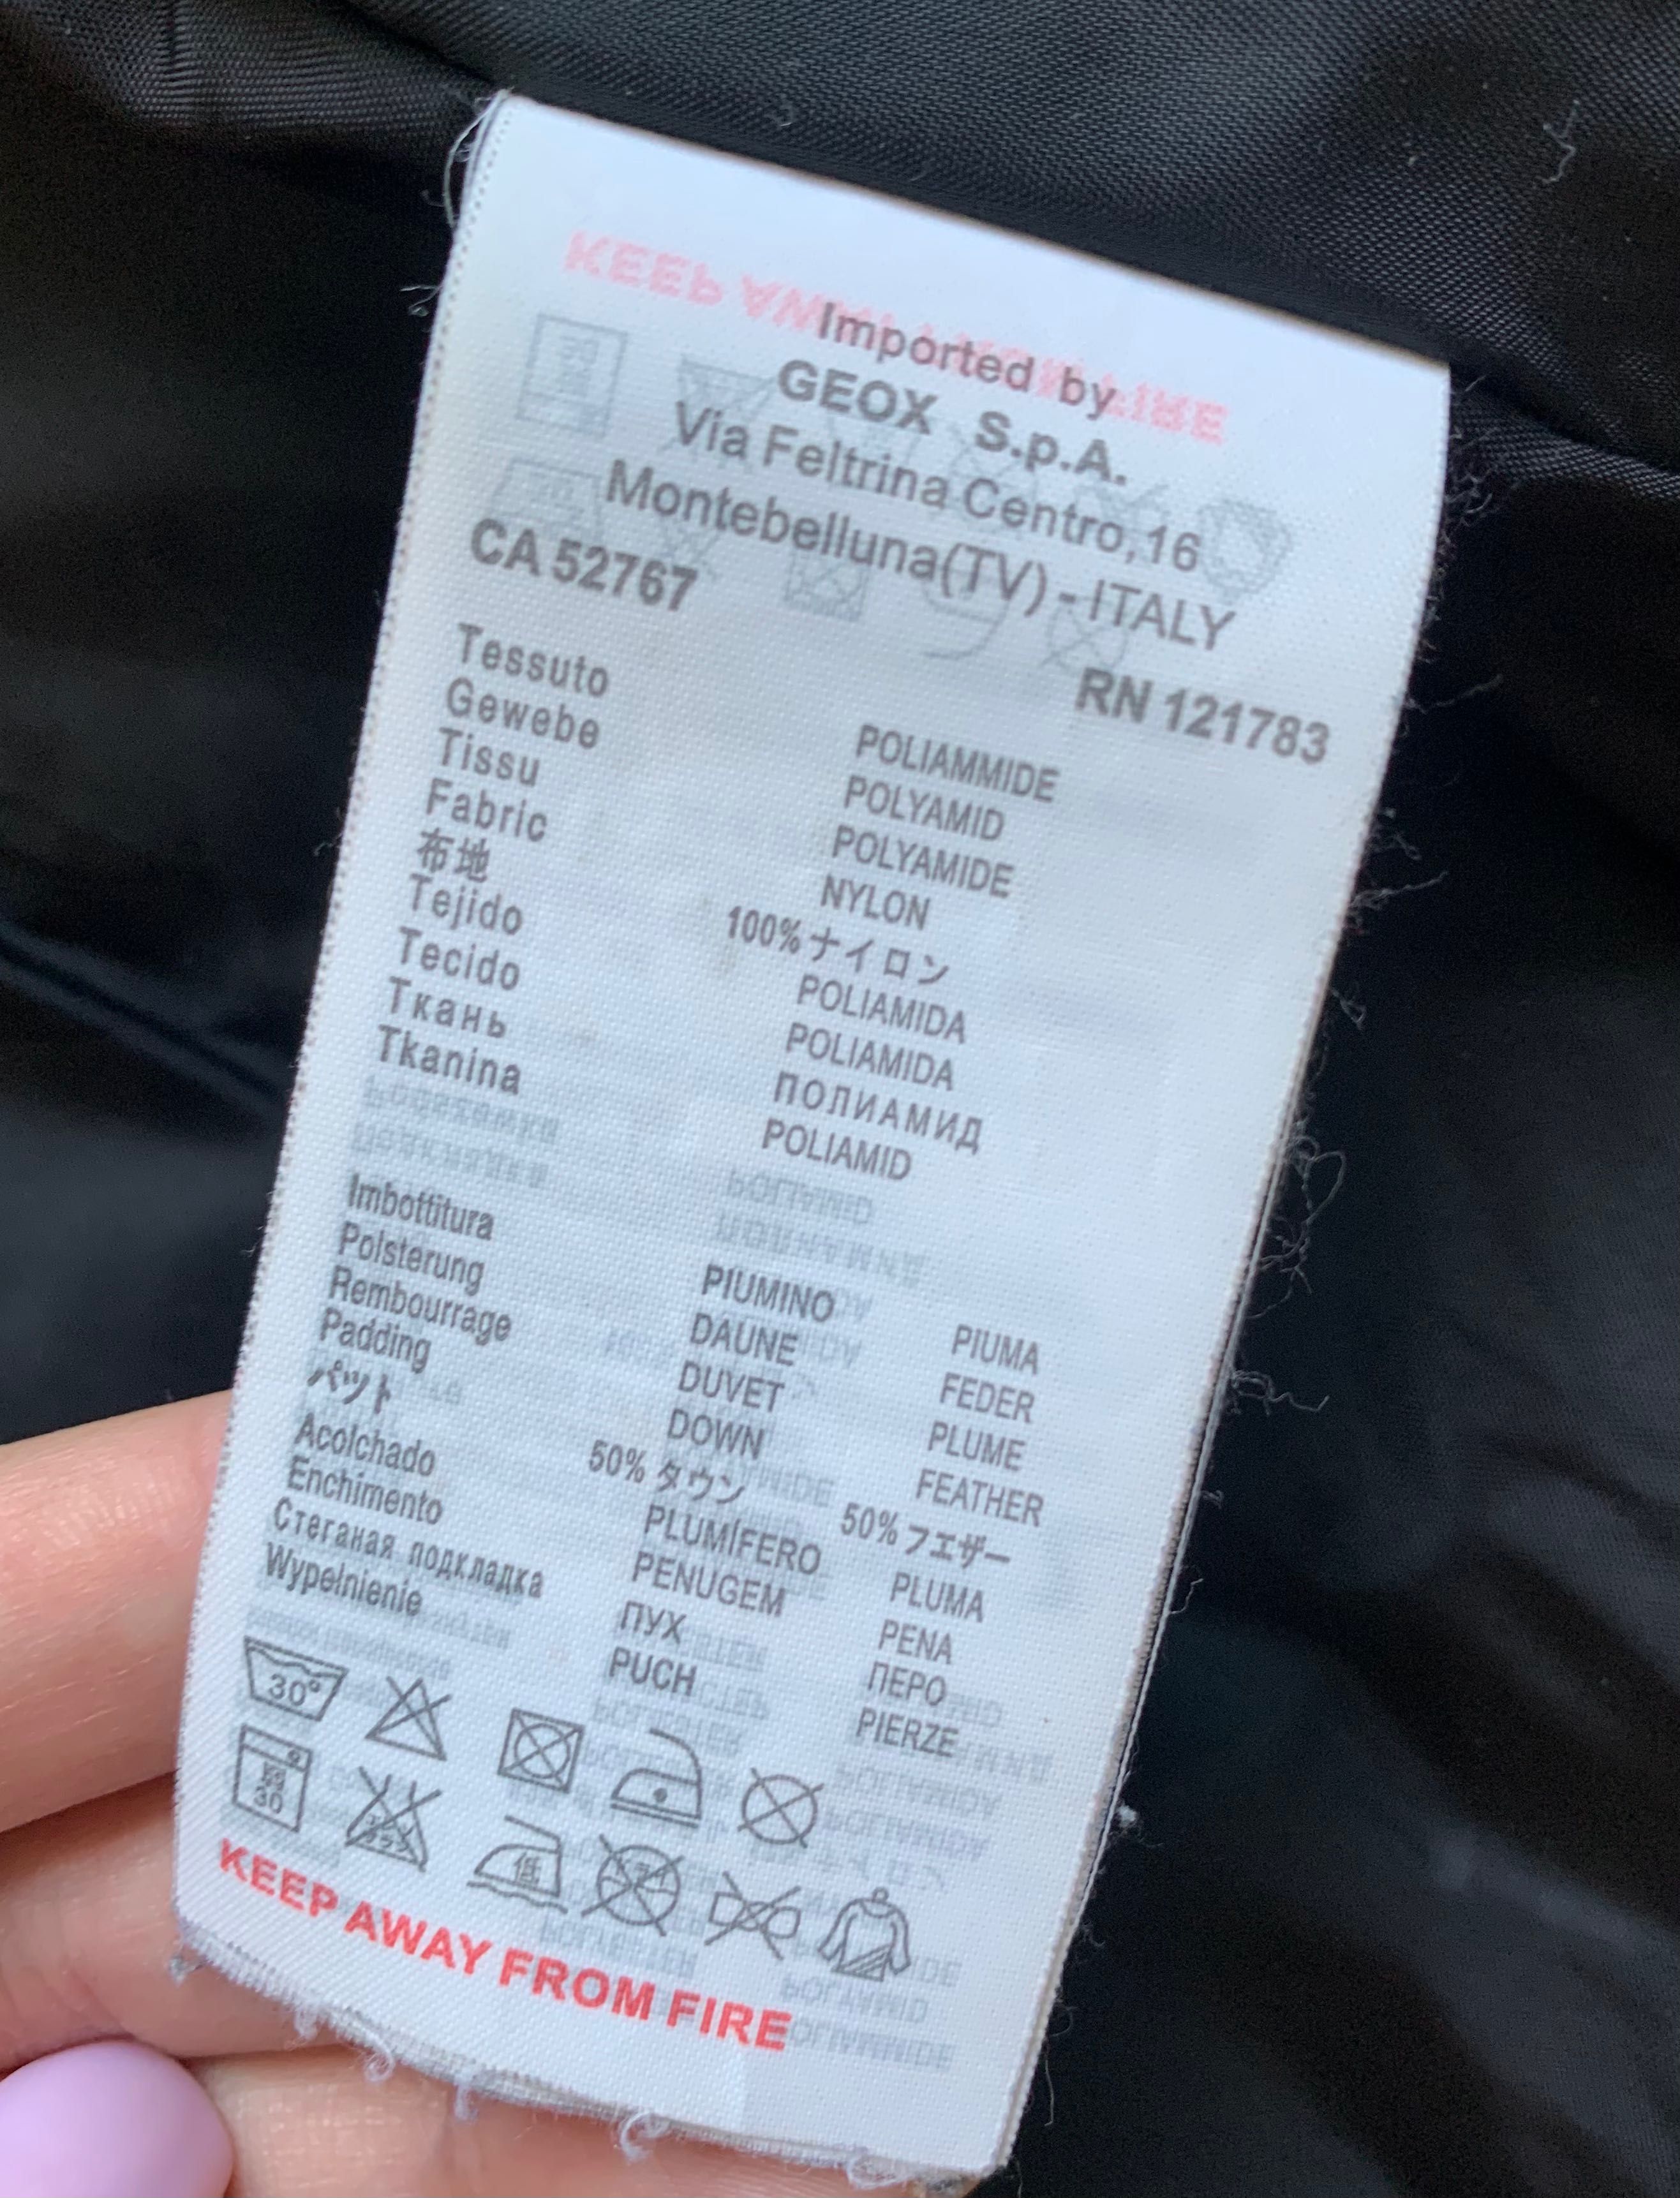 Imported by
GEOX S.p.A.
Via Feltrina Centro,16
Montebelluna(TV)-ITALY
CA 52767
RN 121783
Tessuto POLIAMMIDE
Gewebe POLYAMID
Tissu POLYAMIDE
Fabric NYLON
布地 100% ナイロン
Tejido POLIAMIDA
Tecido POLIAMIDA
Ткань ПОЛИАМИД
Tkanina POLIAMID
Imbottitura PIUMINO PIUMA
Polsterung DAUNE FEDER
Rembourrage DUVET PLUME
Padding DOWN FEATHER
パット 50% タウン 50% フエザー
Acolchado PLUMÍFERO PLUMA
Enchimento PENUGEM PENA
Стеганая подкладка ПУХ ПЕРО
Wypełnienie PUCH PIERZE
30°
30 低
KEEP AWAY FROM FIRE